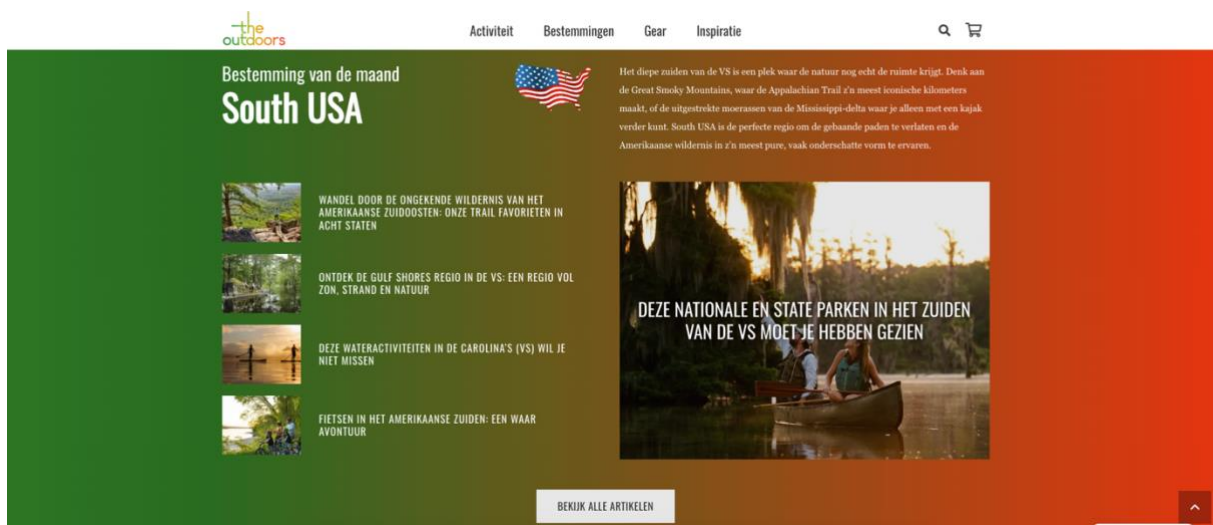 the
outdoors
Activiteit
Bestemmingen
Gear
Inspiratie
Bestemming van de maand
South USA
Het diepe zuiden van de VS is een plek waar de natuur nog echt de ruimte krijgt. Denk aan
de Great Smoky Mountains, waar de Appalachian Trail z'n meest iconische kilometers
maakt, of de uitgestrekte moerassen van de Mississippi-delta waar je alleen met een kajak
verder kunt. South USA is de perfecte regio om de gebaande paden te verlaten en de
Amerikaanse wildernis in z'n meest pure, vaak onderschatte vorm te ervaren.
WANDEL DOOR DE ONGEKENDE WILDERNIS VAN HET
AMERIKAANSE ZUIDOOSTEN: ONZE TRAIL FAVORIETEN IN
ACHT STATEN
ONTDEK DE GULF SHORES REGIO IN DE VS: EEN REGIO VOL
ZON, STRAND EN NATUUR
DEZE WATERACTIVITEITEN IN DE CAROLINA'S (VS) WIL JE
NIET MISSEN
FIETSEN IN HET AMERIKAANSE ZUIDEN: EEN WAAR
AVONTUUR
DEZE NATIONALE EN STATE PARKEN IN HET ZUIDEN
VAN DE VS MOET JE HEBBEN GEZIEN
BEKIJK ALLE ARTIKELEN